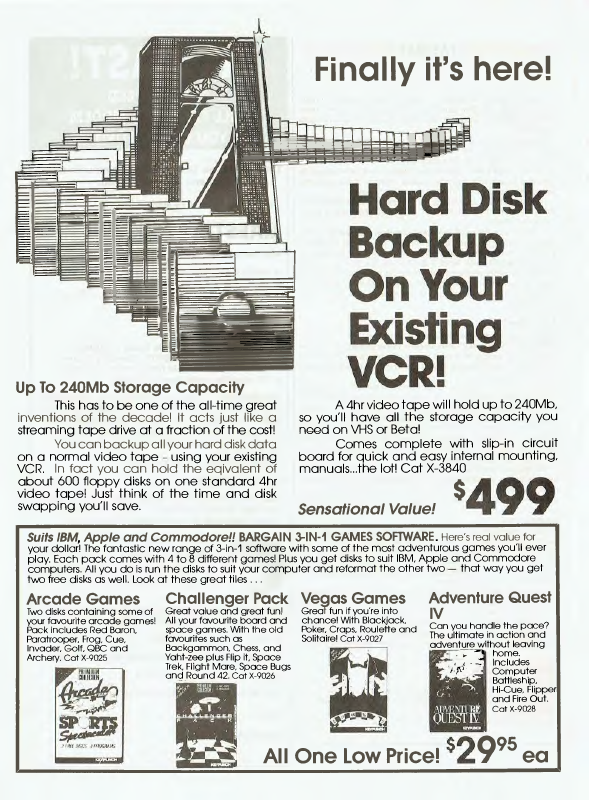 Finally it's here!
Hard Disk
Backup
On Your
Existing
VCR!
Up To 240Mb Storage Capacity
This has to be one of the all-time great
inventions of the decade! It acts just like a
streaming tape drive at a fraction of the cost!
You can backup all your hard disk data
on a normal video tape - using your existing
VCR. In fact you can hold the eqivalent of
about 600 floppy disks on one standard 4hr
video tape! Just think of the time and disk
swapping you'll save.
A 4hr video tape will hold up to 240Mb,
so you'll have all the storage capacity you
need on VHS or Beta!
Comes complete with slip-in circuit
board for quick and easy internal mounting,
manuals...the lot! Cat X-3840
Sensational Value! $499
Suits IBM, Apple and Commodore!! BARGAIN 3-IN-1 GAMES SOFTWARE. Here's real value for
your dollar! The fantastic new range of 3-in-1 software with some of the most adventurous games you'll ever
play. Each pack comes with 4 to 8 different games! Plus you get disks to suit IBM, Apple and Commodore
computers. All you do is run the disks to suit your computer and reformat the other two — that way you get
two free disks as well. Look at these great titles . . .
Arcade Games
Two disks containing some of
your favourite arcade games!
Pack includes Red Baron,
Paratrooper, Frog, Cue,
Invader, Golf, QBC and
Archery. Cat X-9025
Arcade
SPORTS
Spectacular
Challenger Pack
Great value and great fun!
All your favourite board and
space games. With the old
favourites such as
Backgammon, Chess, and
Yaht-zee plus Flip it, Space
Trek, Flight Mare, Space Bugs
and Round 42. Cat X-9026
CHALLENGER
KEYPUNCH
Vegas Games
Great fun if you're into
chance! With Blackjack,
Poker, Craps, Roulette and
Solitaire! Cat X-9027
KEYPUNCH
Adventure Quest
IV
Can you handle the pace?
The ultimate in action and
adventure without leaving
home.
Includes
Computer
Battleship,
Hi-Cue, Flipper
and Fire Out.
Cat X-9028
ADVENTURE
QUEST IV
KEYPUNCH
All One Low Price! $29.95 ea